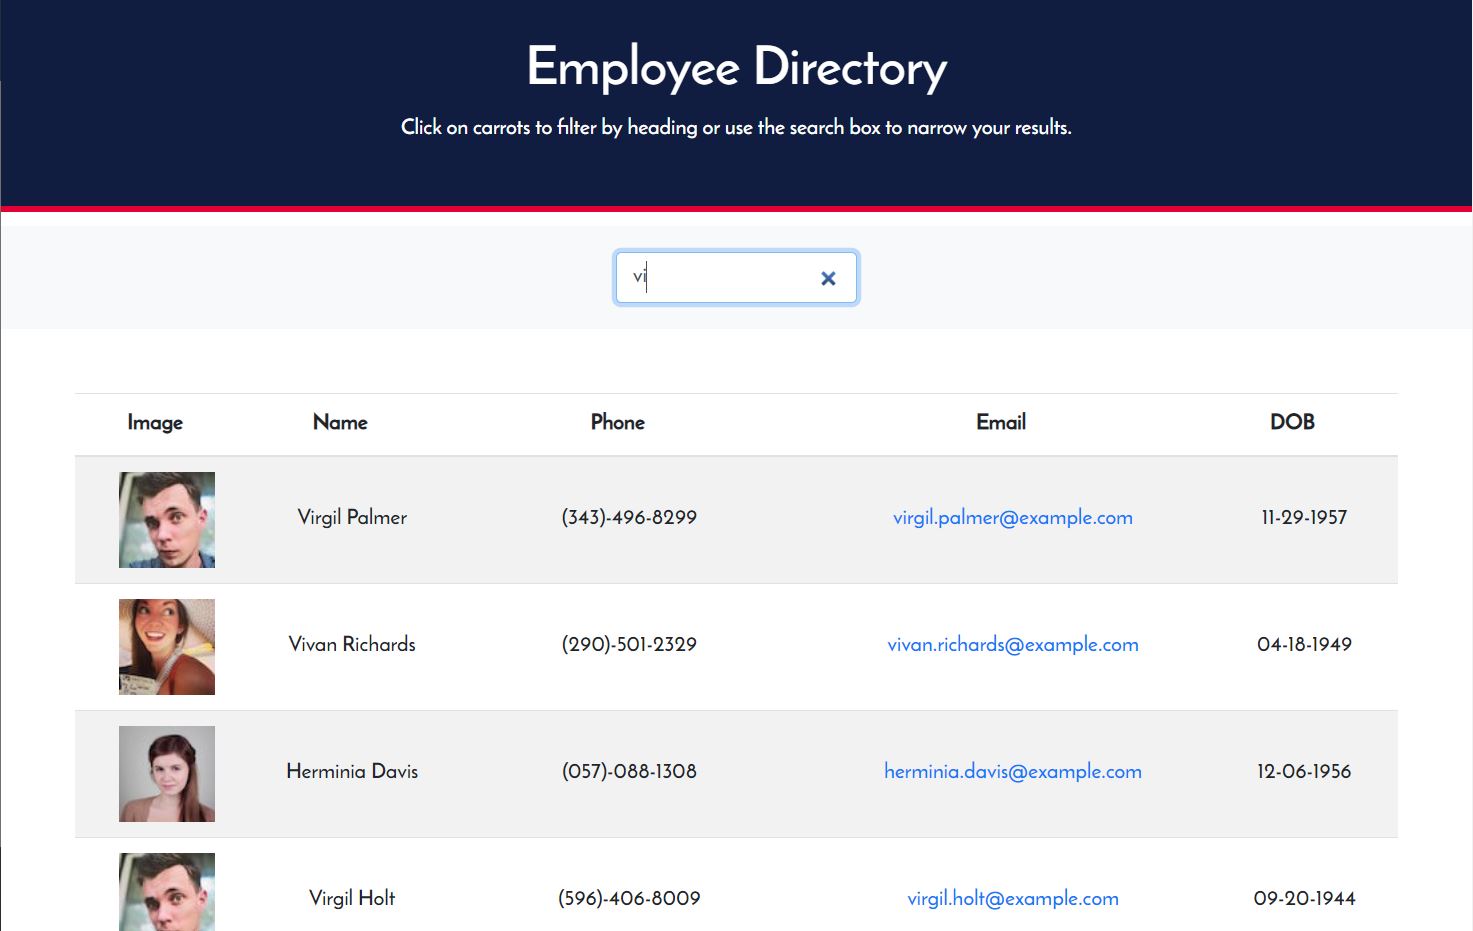 Employee Directory
Click on carrots to filter by heading or use the search box to narrow your results.
vi
Image Name Phone Email DOB
Virgil Palmer (343)-496-8299 virgil.palmer@example.com 11-29-1957
Vivan Richards (290)-501-2329 vivan.richards@example.com 04-18-1949
Herminia Davis (057)-088-1308 herminia.davis@example.com 12-06-1956
Virgil Holt (596)-406-8009 virgil.holt@example.com 09-20-1944